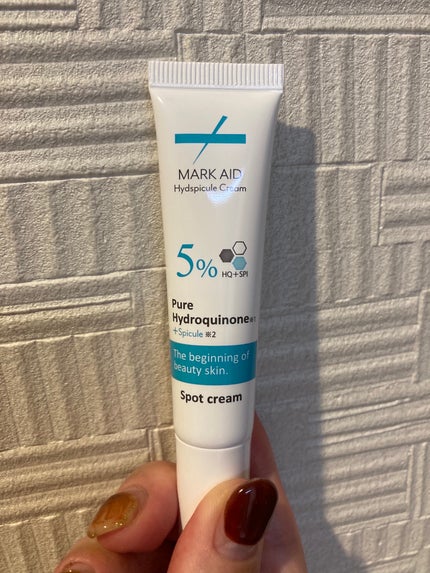 MARK AID
Hydspicule Cream
5%
HQ+SPI
Pure
Hydroquinone※1
+Spicule ※2
The beginning of
beauty skin.
Spot cream